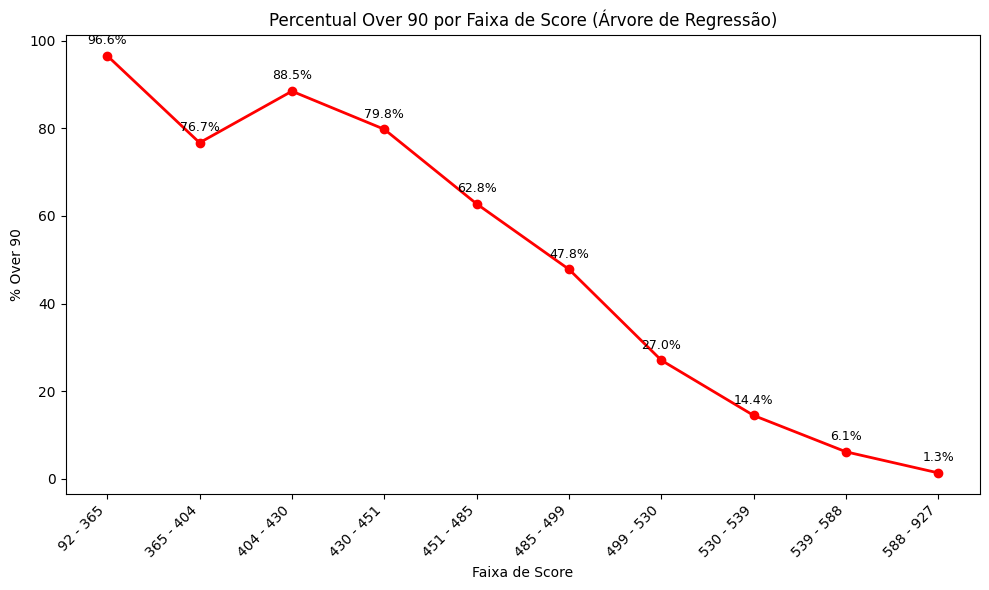 Percentual Over 90 por Faixa de Score (Árvore de Regressão)
% Over 90
100
80
60
40
20
0
96.6%
76.7%
88.5%
79.8%
62.8%
47.8%
27.0%
14.4%
6.1%
1.3%
92 - 365
365 - 404
404 - 430
430 - 451
451 - 485
485 - 499
499 - 530
530 - 539
539 - 588
588 - 927
Faixa de Score